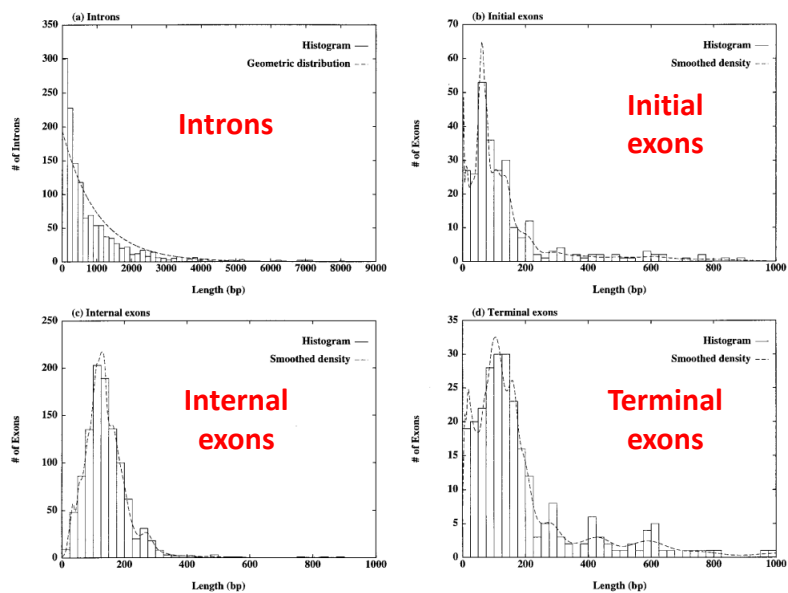 (a) Introns
350
300
250
200
150
100
50
0
# of Introns
Histogram
Geometric distribution
Introns
0 1000 2000 3000 4000 5000 6000 7000 8000 9000
Length (bp)
(b) Initial exons
70
60
50
40
30
20
10
0
# of Exons
Histogram
Smoothed density
Initial
exons
0 200 400 600 800 1000
Length (bp)
(c) Internal exons
250
200
150
100
50
0
# of Exons
Histogram
Smoothed density
Internal
exons
0 200 400 600 800 1000
Length (bp)
(d) Terminal exons
35
30
25
20
15
10
5
0
# of Exons
Histogram
Smoothed density
Terminal
exons
0 200 400 600 800 1000
Length (bp)